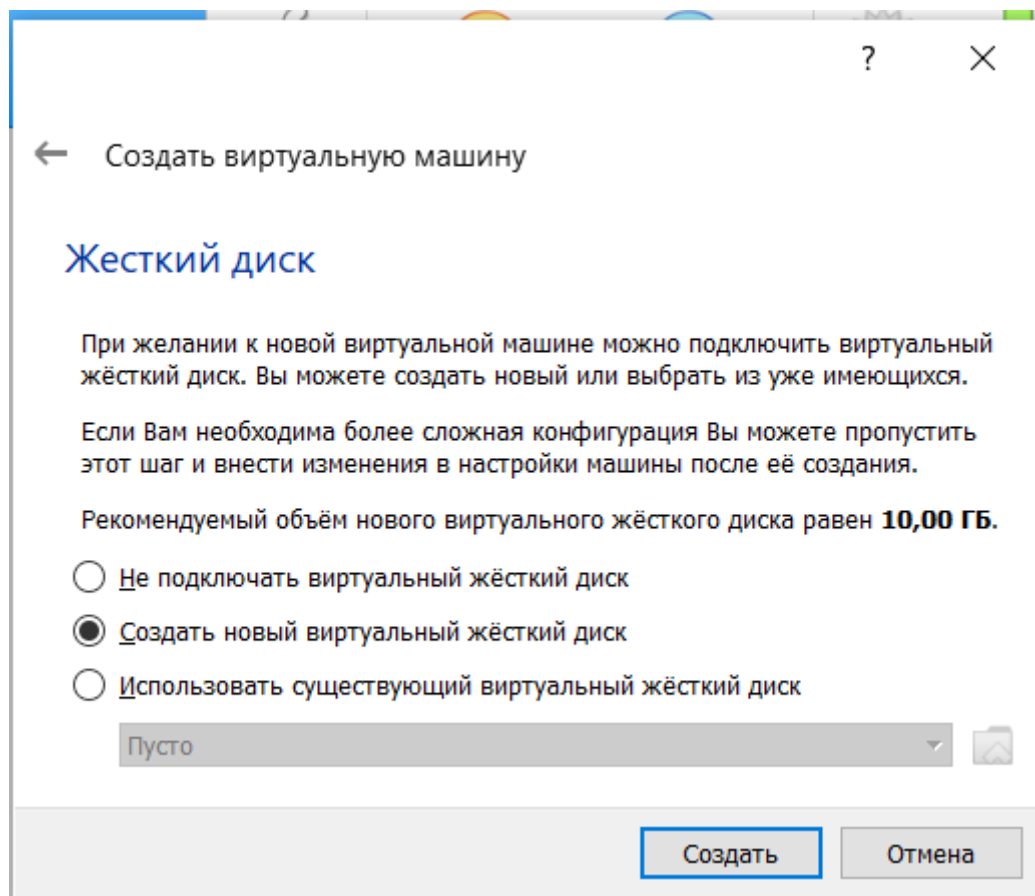 ?
Создать виртуальную машину
Жесткий диск
При желании к новой виртуальной машине можно подключить виртуальный
жёсткий диск. Вы можете создать новый или выбрать из уже имеющихся.
Если Вам необходима более сложная конфигурация Вы можете пропустить
этот шаг и внести изменения в настройки машины после её создания.
Рекомендуемый объём нового виртуального жёсткого диска равен 10,00 ГБ.
Не подключать виртуальный жёсткий диск
Создать новый виртуальный жёсткий диск
Использовать существующий виртуальный жёсткий диск
Пусто
Создать Отмена